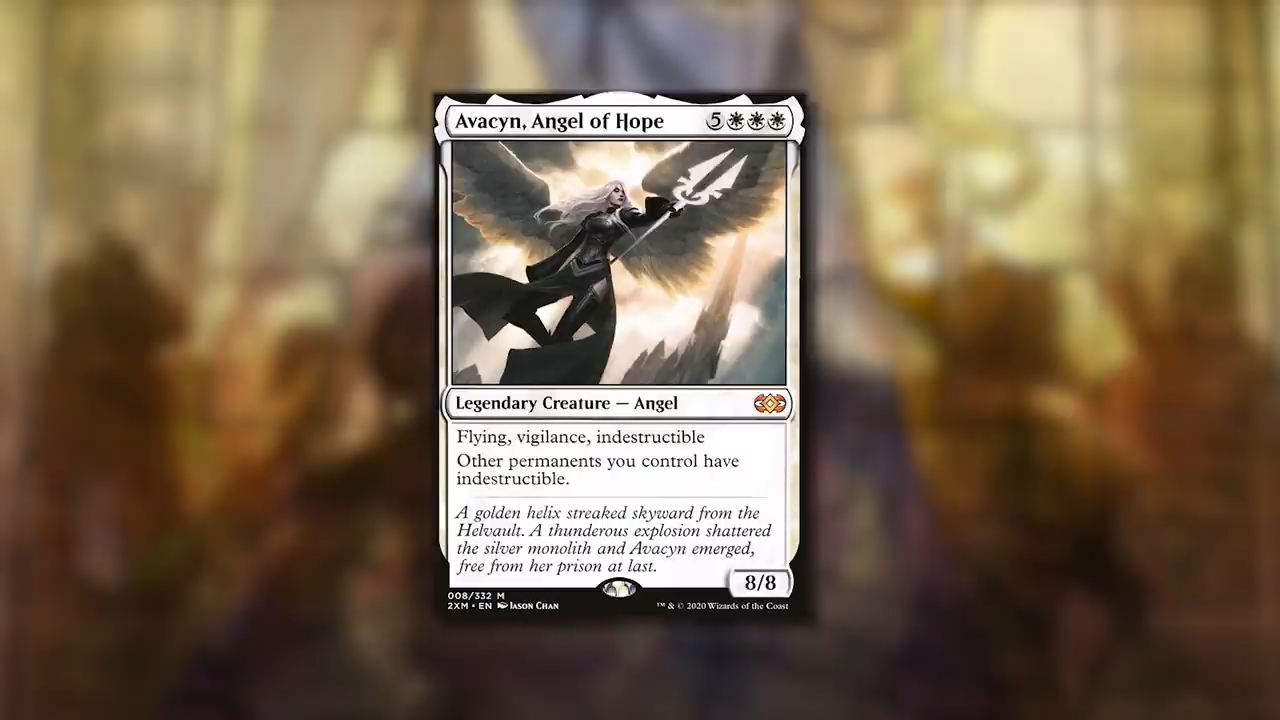 Avacyn, Angel of Hope 5
Legendary Creature — Angel
Flying, vigilance, indestructible
Other permanents you control have
indestructible.
A golden helix streaked skyward from the
Helvault. A thunderous explosion shattered
the silver monolith and Avacyn emerged,
free from her prison at last.
8/8
008/332 M
2XM • EN Jason Chan
™ & © 2020 Wizards of the Coast